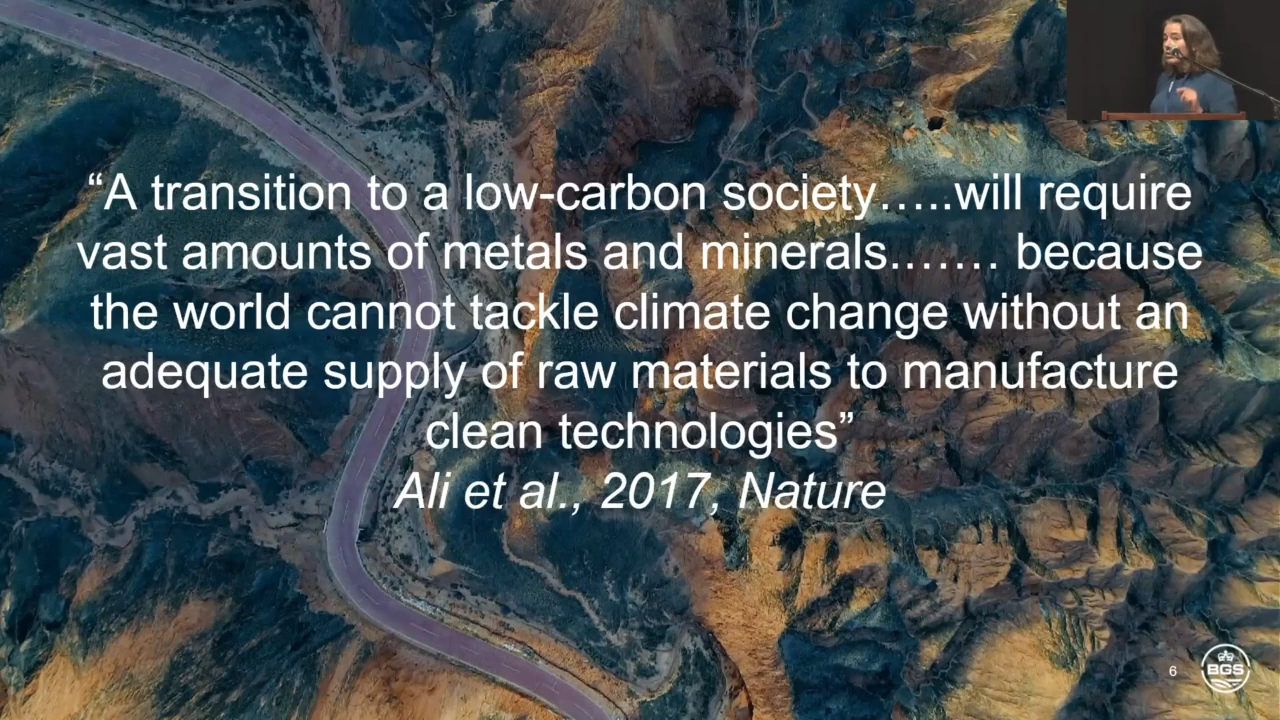 “A transition to a low-carbon society…..will require
vast amounts of metals and minerals.…… because
the world cannot tackle climate change without an
adequate supply of raw materials to manufacture
clean technologies”
Ali et al., 2017, Nature
6
BGS